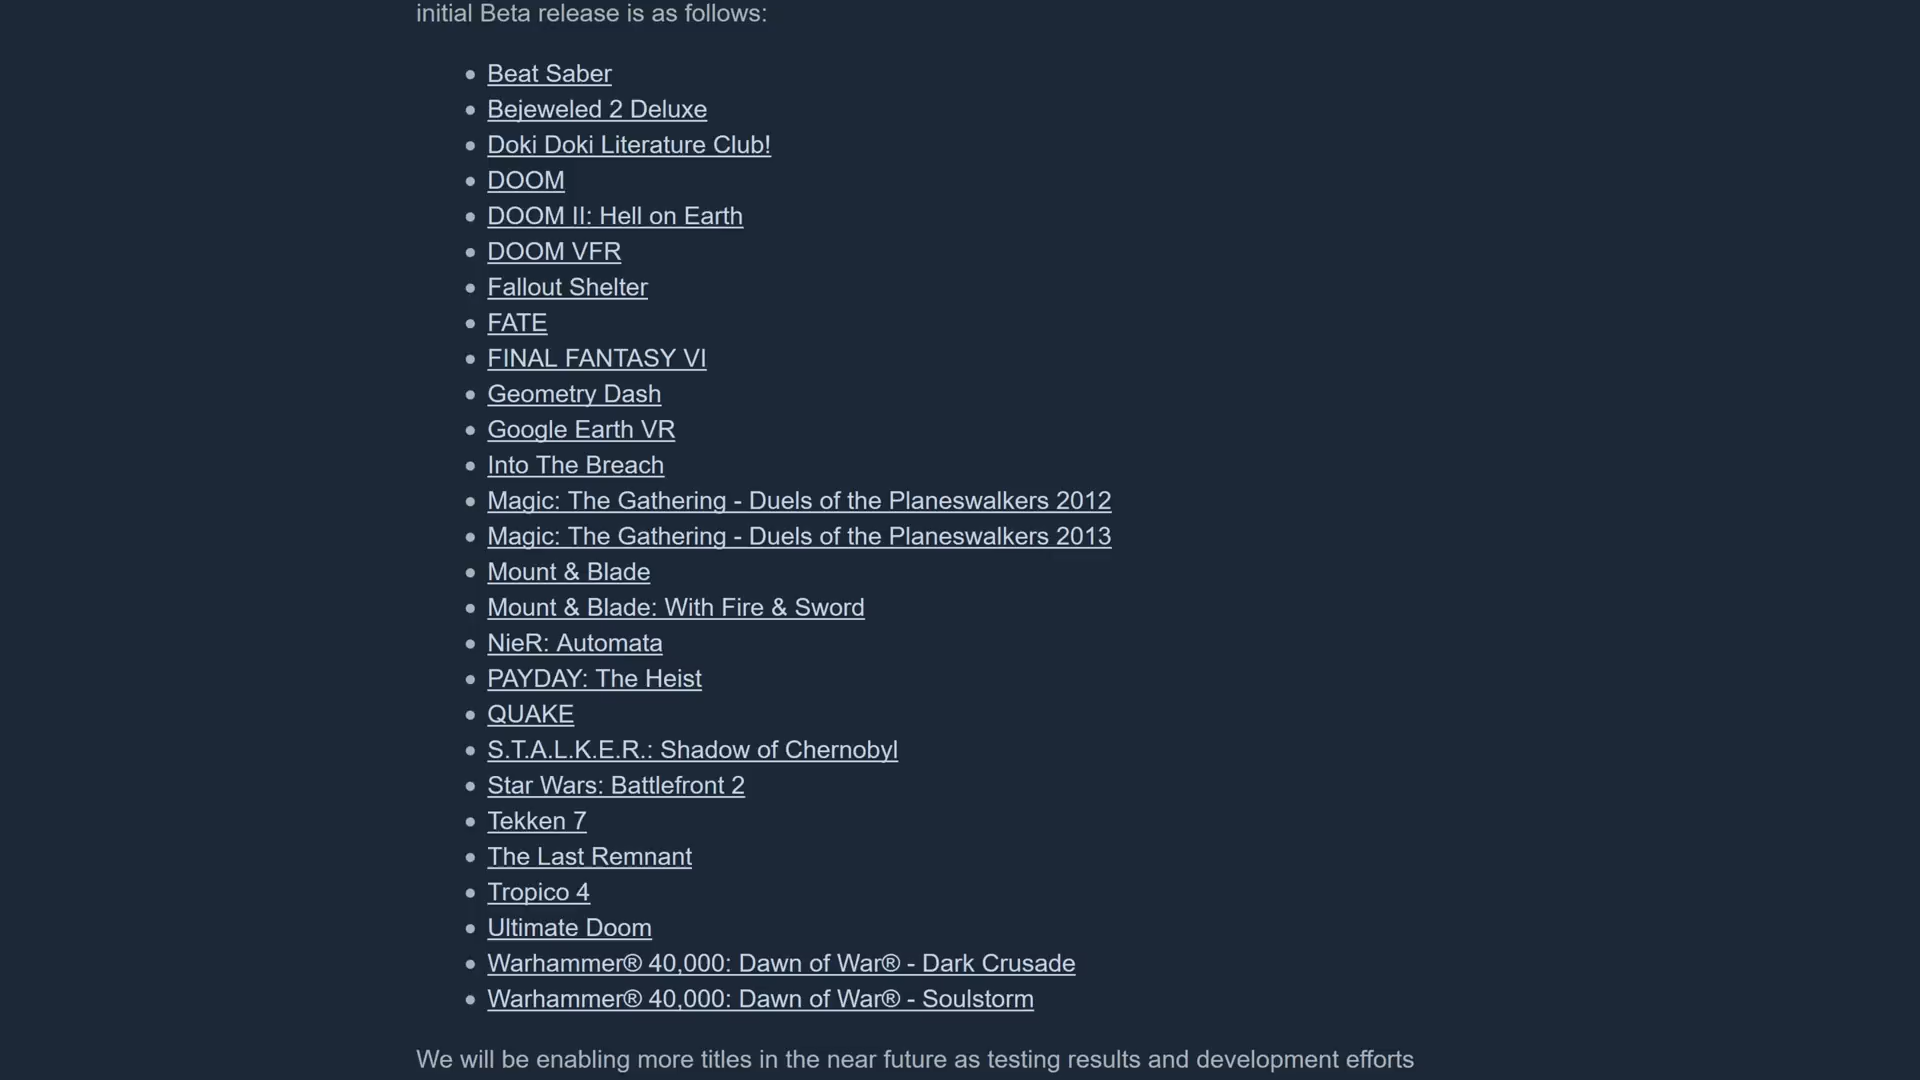 initial Beta release is as follows:
Beat Saber
Bejeweled 2 Deluxe
Doki Doki Literature Club!
DOOM
DOOM II: Hell on Earth
DOOM VFR
Fallout Shelter
FATE
FINAL FANTASY VI
Geometry Dash
Google Earth VR
Into The Breach
Magic: The Gathering - Duels of the Planeswalkers 2012
Magic: The Gathering - Duels of the Planeswalkers 2013
Mount & Blade
Mount & Blade: With Fire & Sword
NieR: Automata
PAYDAY: The Heist
QUAKE
S.T.A.L.K.E.R.: Shadow of Chernobyl
Star Wars: Battlefront 2
Tekken 7
The Last Remnant
Tropico 4
Ultimate Doom
Warhammer® 40,000: Dawn of War® - Dark Crusade
Warhammer® 40,000: Dawn of War® - Soulstorm
We will be enabling more titles in the near future as testing results and development efforts